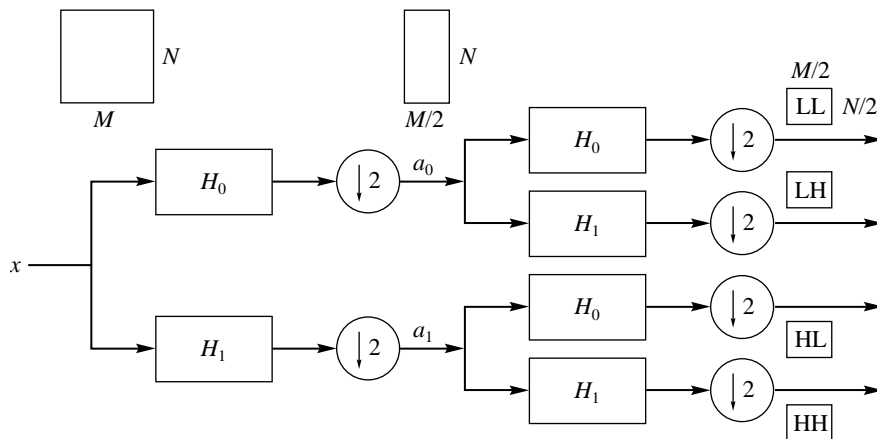 N
M
N
M/2
M/2
LL
N/2
H₀
↓ 2
LH
H₀
↓ 2
a₀
H₁
↓ 2
x
H₀
↓ 2
HL
H₁
↓ 2
a₁
H₁
↓ 2
HH